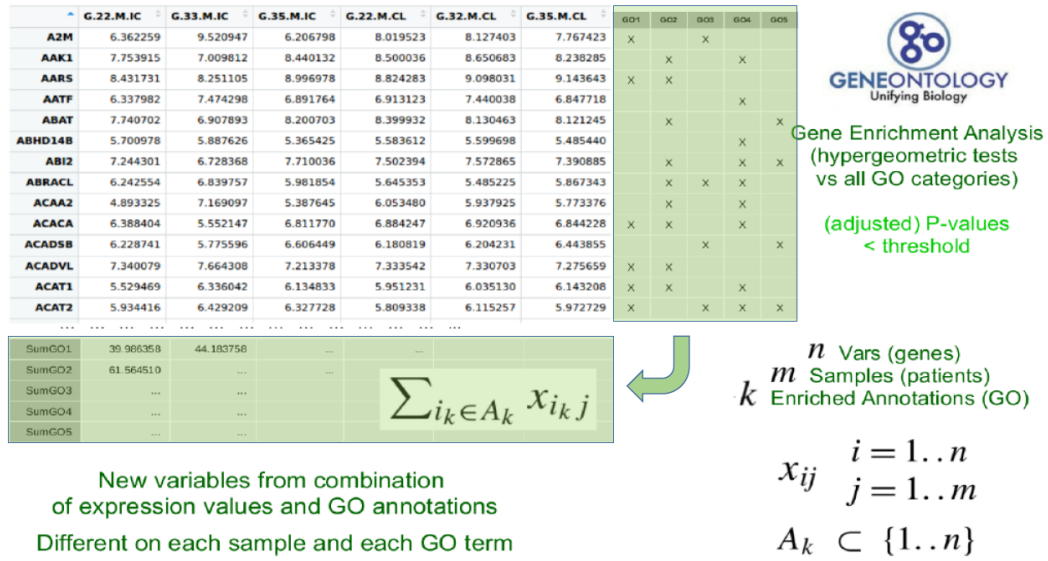 G.22.M.IC G.33.M.IC G.35.M.IC G.22.M.CL G.32.M.CL G.35.M.CL GO1 GO2 GO3 GO4 GO5
A2M 6.362259 9.520947 6.206798 8.019523 8.127403 7.767423 X X
AAK1 7.753915 7.009812 8.440132 8.500036 8.650683 8.238285 X X
AARS 8.431731 8.251105 8.996978 8.824283 9.098031 9.143643 X X
AATF 6.337982 7.474298 6.891764 6.913123 7.440038 6.847718 X
ABAT 7.740702 6.907893 8.200703 8.399932 8.130463 8.121245 X X
ABHD14B 5.700978 5.887626 5.365425 5.583612 5.599698 5.485440 X
ABI2 7.244301 6.728368 7.710036 7.502394 7.572865 7.390885 X X X
ABRACL 6.242554 6.839757 5.981854 5.645353 5.485225 5.867343 X X X
ACAA2 4.893325 7.169097 5.387645 6.053480 5.937925 5.773376 X X
ACACA 6.388404 5.552147 6.811770 6.884247 6.920936 6.844228 X X X
ACADSB 6.228741 5.775596 6.606449 6.180819 6.204231 6.443855 X X
ACADVL 7.340079 7.664308 7.213378 7.333542 7.330703 7.275659 X X
ACAT1 5.529469 6.336042 6.134833 5.951231 6.035130 6.143208 X X X
ACAT2 5.934416 6.429209 6.327728 5.809338 6.115257 5.972729 X X X X
... ... ... ... ... ... ... ... ... ... ... ... ... ...
GENEONTOLOGY
Unifying Biology
Gene Enrichment Analysis
(hypergeometric tests
vs all GO categories)
(adjusted) P-values
< threshold
SumGO1 39.986358 44.183758 ... ...
SumGO2 61.564510 ... ...
SumGO3 ... ...
SumGO4 ... ...
SumGO5 ... ...
∑_{i_k∈A_k} x_{i_k j}
n Vars (genes)
m Samples (patients)
k Enriched Annotations (GO)
x_{ij} i = 1..n
j = 1..m
A_k ⊂ {1..n}
New variables from combination
of expression values and GO annotations
Different on each sample and each GO term